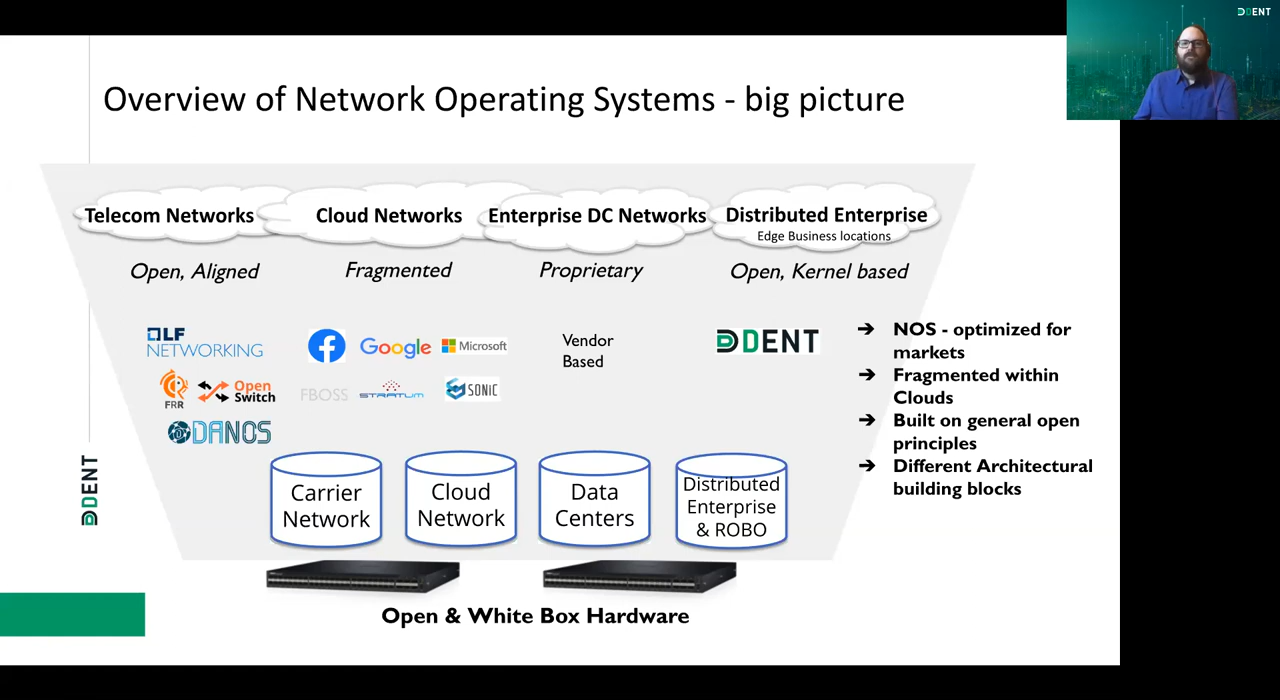 DENT
Overview of Network Operating Systems - big picture
Telecom Networks
Cloud Networks
Enterprise DC Networks
Distributed Enterprise
Edge Business locations
Open, Aligned
Fragmented
Proprietary
Open, Kernel based
LF
NETWORKING
FRR
Open
Switch
DANOS
Google
Microsoft
FBOSS
STRATUM
SONiC
Vendor
Based
DENT
➔ NOS - optimized for
markets
➔ Fragmented within
Clouds
➔ Built on general open
principles
➔ Different Architectural
building blocks
DENT
Carrier
Network
Cloud
Network
Data
Centers
Distributed
Enterprise
& ROBO
Open & White Box Hardware